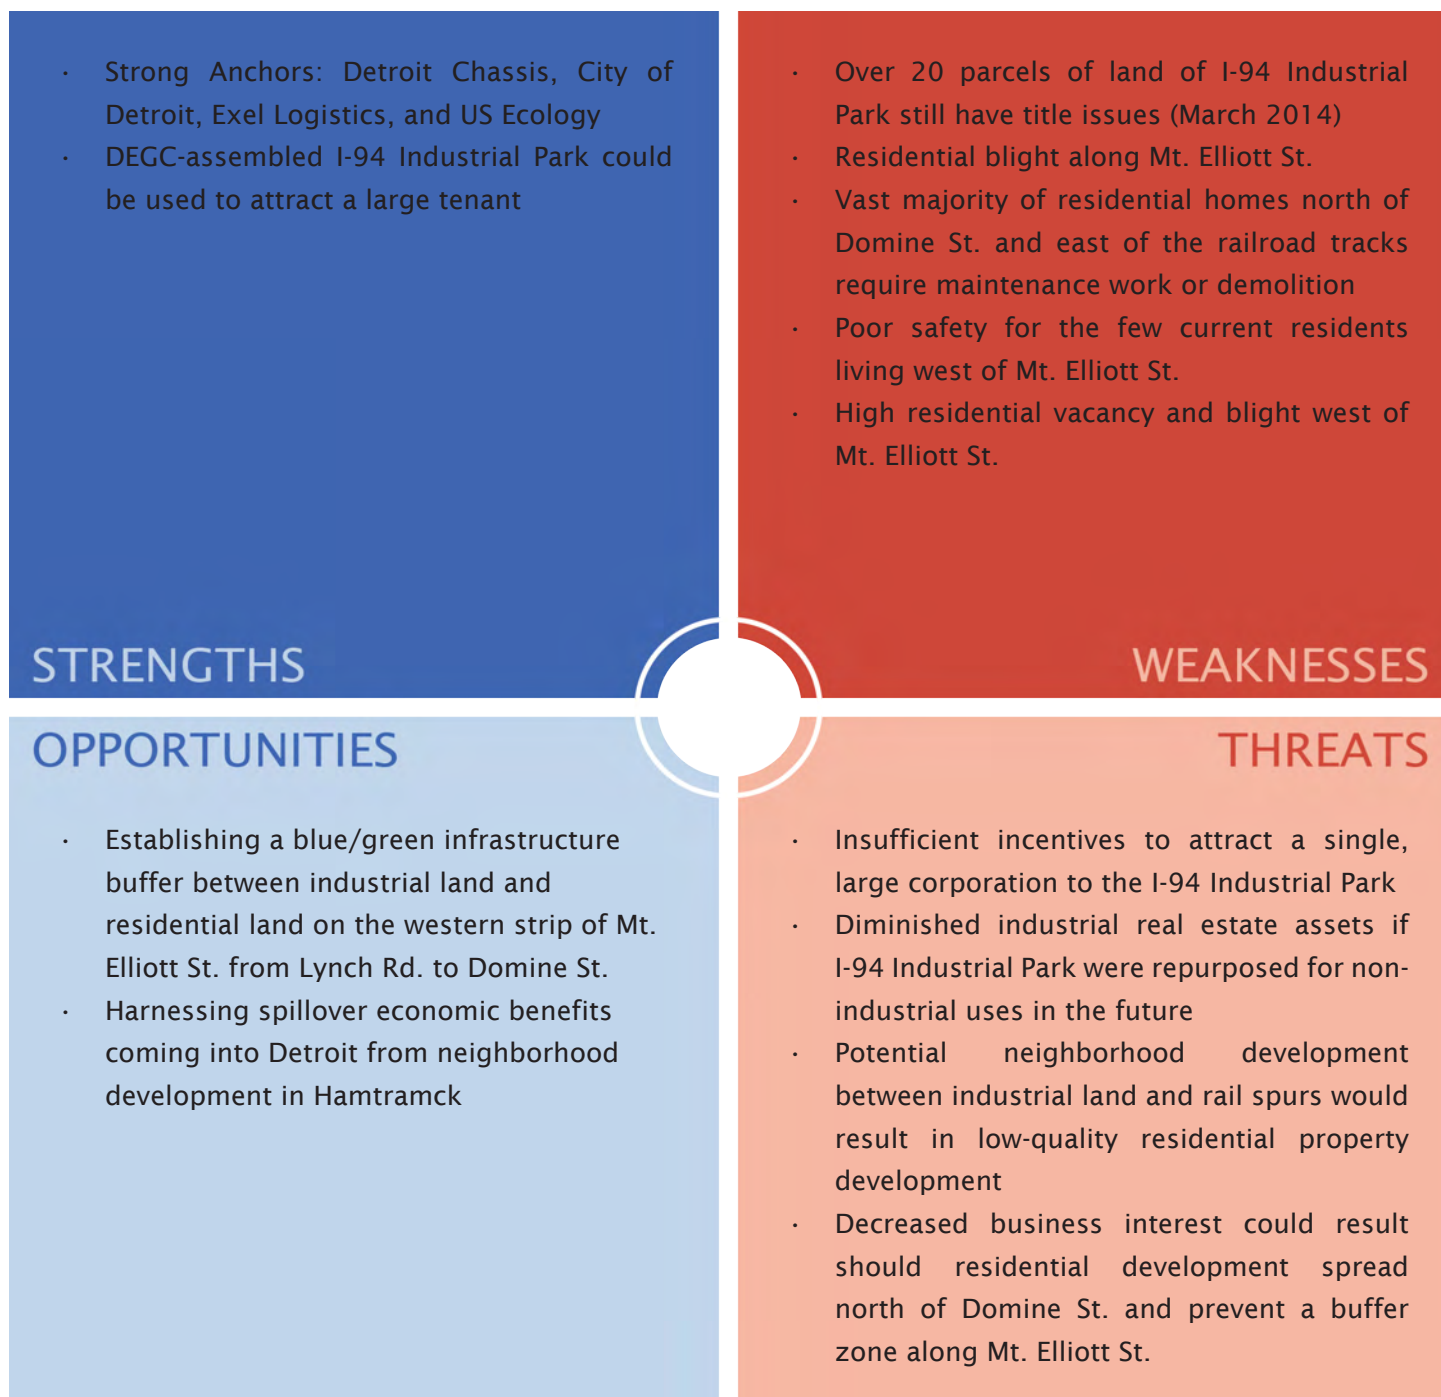 · Strong Anchors: Detroit Chassis, City of
Detroit, Exel Logistics, and US Ecology
· DEGC-assembled I-94 Industrial Park could
be used to attract a large tenant
STRENGTHS
· Over 20 parcels of land of I-94 Industrial
Park still have title issues (March 2014)
· Residential blight along Mt. Elliott St.
· Vast majority of residential homes north of
Domine St. and east of the railroad tracks
require maintenance work or demolition
· Poor safety for the few current residents
living west of Mt. Elliott St.
· High residential vacancy and blight west of
Mt. Elliott St.
WEAKNESSES
OPPORTUNITIES
· Establishing a blue/green infrastructure
buffer between industrial land and
residential land on the western strip of Mt.
Elliott St. from Lynch Rd. to Domine St.
· Harnessing spillover economic benefits
coming into Detroit from neighborhood
development in Hamtramck
THREATS
· Insufficient incentives to attract a single,
large corporation to the I-94 Industrial Park
· Diminished industrial real estate assets if
I-94 Industrial Park were repurposed for non-
industrial uses in the future
· Potential neighborhood development
between industrial land and rail spurs would
result in low-quality residential property
development
· Decreased business interest could result
should residential development spread
north of Domine St. and prevent a buffer
zone along Mt. Elliott St.